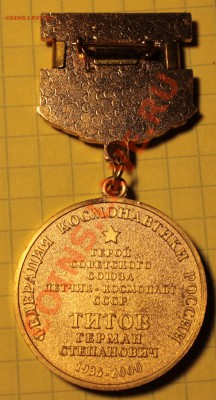 ФЕДЕРАЦИЯ КОСМОНАВТИКИ РОССИИ
ГЕРОЙ
СОВЕТСКОГО
СОЮЗА
ЛЕТЧИК-КОСМОНАВТ
СССР
ТИТОВ
ГЕРМАН
СТЕПАНОВИЧ
1935-2000